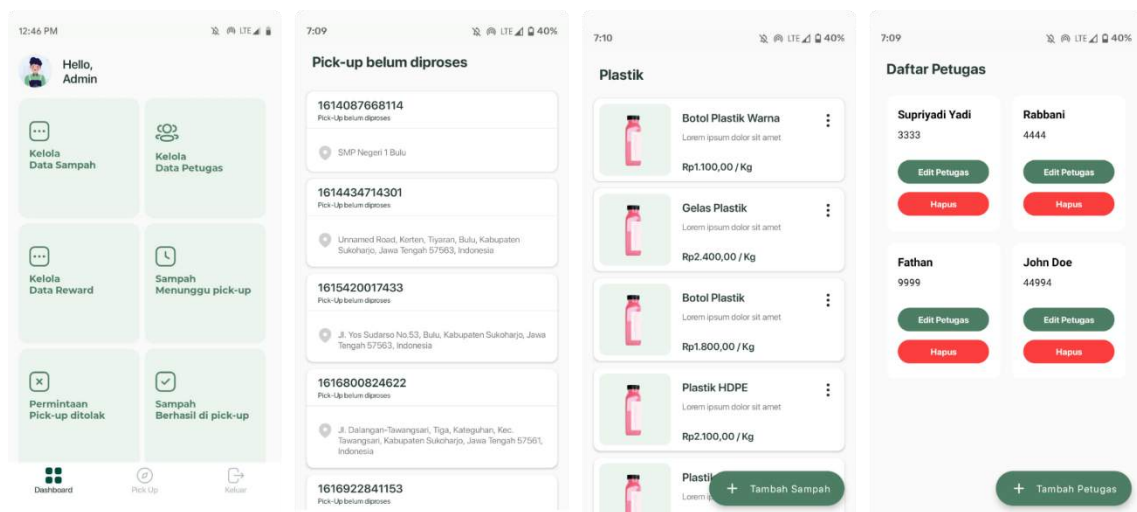 12:46 PM
LTE
Hello,
Admin
Kelola
Data Sampah
Kelola
Data Petugas
Kelola
Data Reward
Sampah
Menunggu pick-up
Permintaan
Pick-up ditolak
Sampah
Berhasil di pick-up
Dashboard
Pick Up
Keluar
7:09
LTE 40%
Pick-up belum diproses
1614087668114
Pick-Up belum diproses
SMP Negeri 1 Bulu
1614434714301
Pick-Up belum diproses
Unnamed Road, Kerten, Tiyaran, Bulu, Kabupaten
Sukoharjo, Jawa Tengah 57563, Indonesia
1615420017433
Pick-Up belum diproses
Jl. Yos Sudarso No.53, Bulu, Kabupaten Sukoharjo, Jawa
Tengah 57563, Indonesia
1616800824622
Pick-Up belum diproses
Jl. Dalangan-Tawangsari, Tiga, Kateguhan, Kec.
Tawangsari, Kabupaten Sukoharjo, Jawa Tengah 57561,
Indonesia
1616922841153
Pick-Up belum diproses
7:10
LTE 40%
Plastik
Botol Plastik Warna
Lorem ipsum dolor sit amet
Rp1.100,00 / Kg
Gelas Plastik
Lorem ipsum dolor sit amet
Rp2.400,00 / Kg
Botol Plastik
Lorem ipsum dolor sit amet
Rp1.800,00 / Kg
Plastik HDPE
Lorem ipsum dolor sit amet
Rp2.100,00 / Kg
Plastik
Lorem
+ Tambah Sampah
7:09
LTE 40%
Daftar Petugas
Supriyadi Yadi
3333
Edit Petugas
Hapus
Rabbani
4444
Edit Petugas
Hapus
Fathan
9999
Edit Petugas
Hapus
John Doe
44994
Edit Petugas
Hapus
+ Tambah Petugas